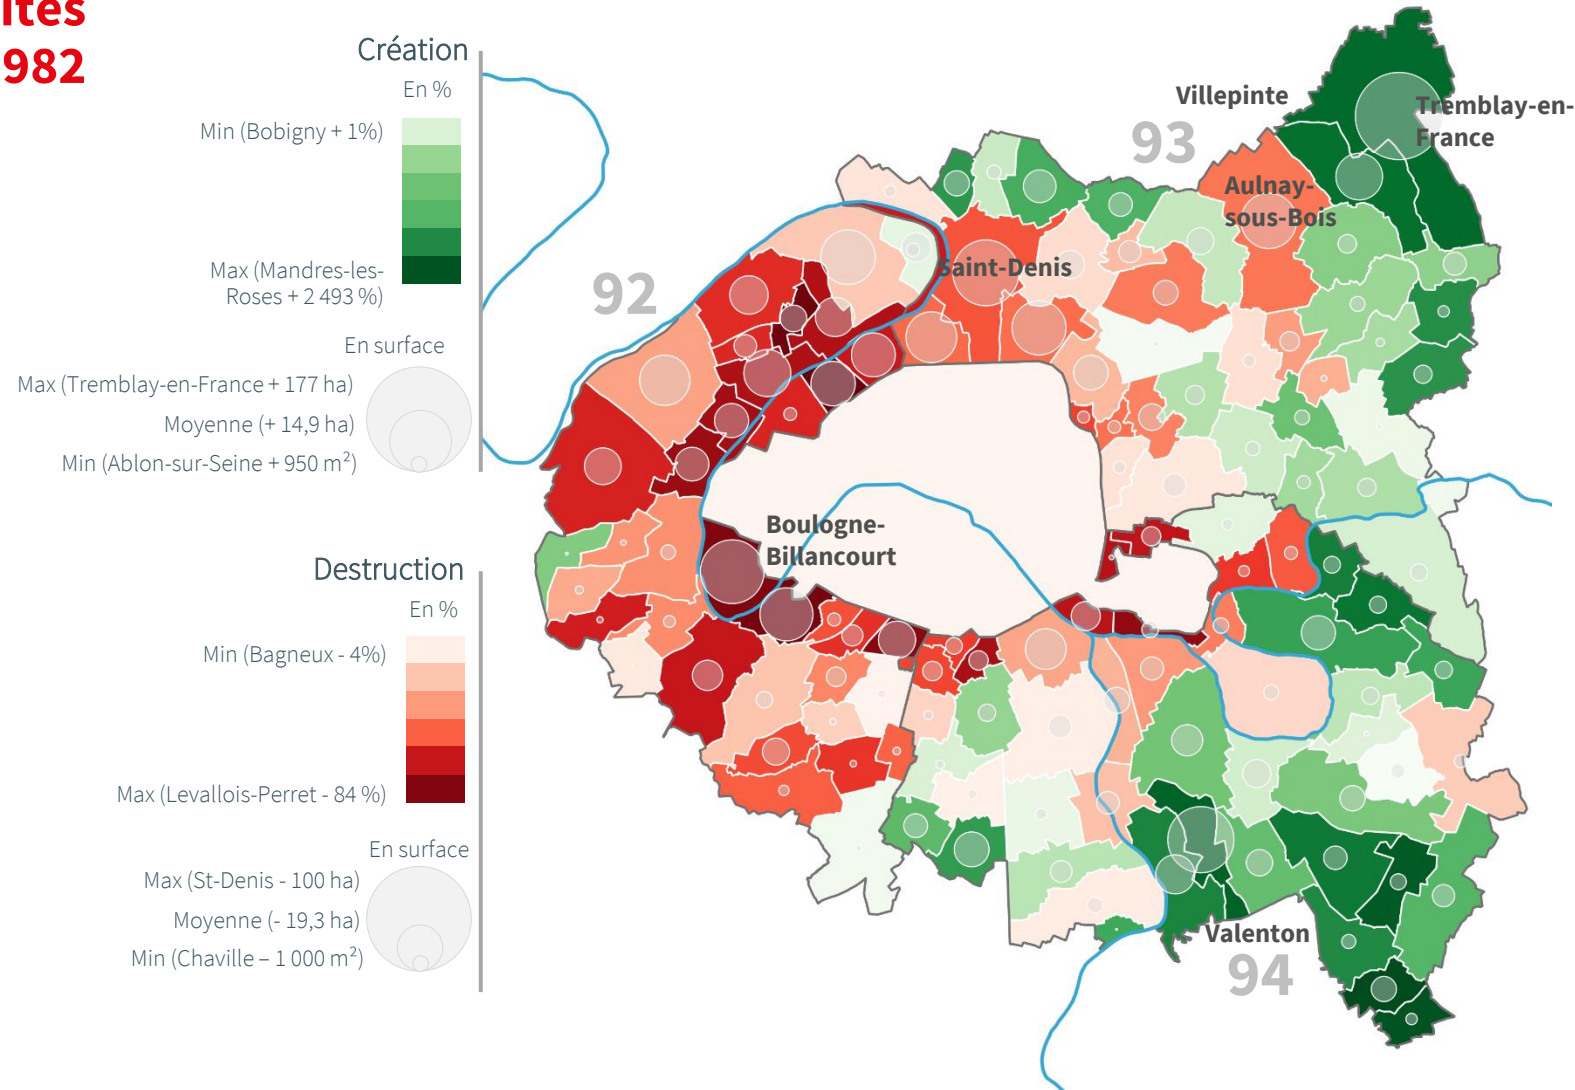 ités
982
Création
En %
Min (Bobigny + 1%)
Max (Mandres-les-
Roses + 2 493 %)
En surface
Max (Tremblay-en-France + 177 ha)
Moyenne (+ 14,9 ha)
Min (Ablon-sur-Seine + 950 m²)
Destruction
En %
Min (Bagneux - 4%)
Max (Levallois-Perret - 84 %)
En surface
Max (St-Denis - 100 ha)
Moyenne (- 19,3 ha)
Min (Chaville – 1 000 m²)
Villepinte
Tremblay-en-
France
93
Aulnay-
sous-Bois
Saint-Denis
92
Boulogne-
Billancourt
Valenton
94